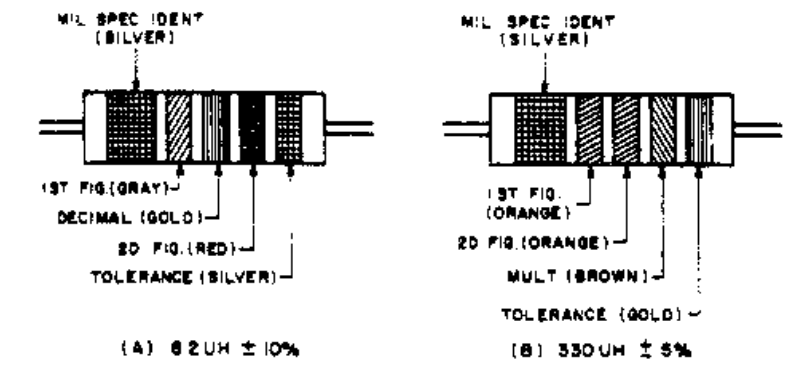 MIL SPEC IDENT
(SILVER)
1ST FIG.(GRAY)
DECIMAL (GOLD)
2D FIG.(RED)
TOLERANCE (SILVER)
(A) 8.2UH ± 10%
MIL SPEC IDENT
(SILVER)
1ST FIG.
(ORANGE)
2D FIG.(ORANGE)
MULT (BROWN)
TOLERANCE (GOLD)
(B) 330UH ± 5%